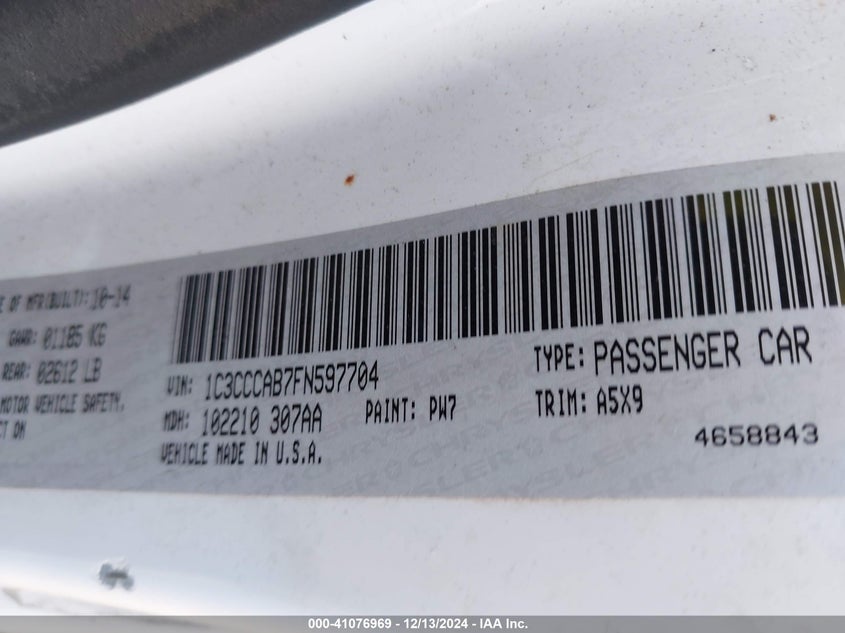 E OF MFR(BUILT): 10-14
GAWR: 01185 KG
REAR: 02612 LB
MOTOR VEHICLE SAFETY,
CT ON
VIN: 1C3CCCAB7FN597704
MDH: 102210 307AA
PAINT: PW7
VEHICLE MADE IN U.S.A.
TYPE: PASSENGER CAR
TRIM: A5X9
4658843
CHRYSLER
000-41076969 - 12/13/2024 - IAA Inc.